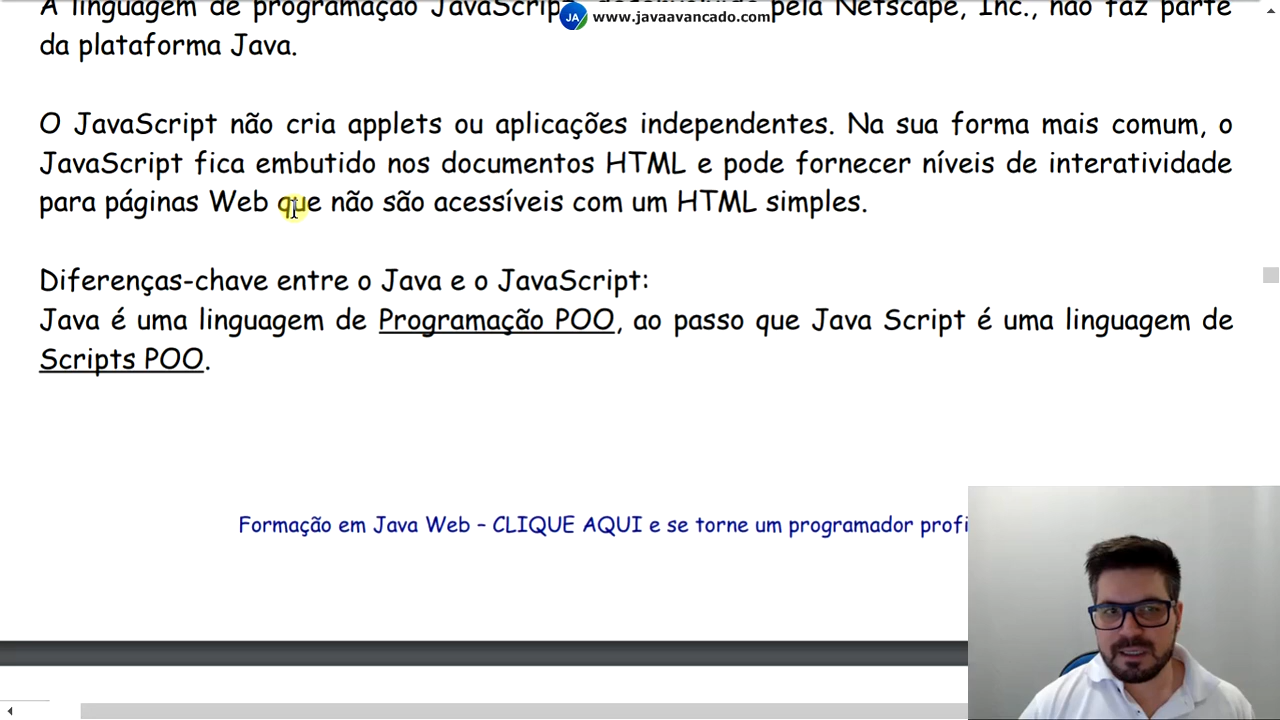 A linguagem de programação JavaScript, desenvolvido pela Netscape, Inc., não faz parte
JA www.javaavancado.com
da plataforma Java.
O JavaScript não cria applets ou aplicações independentes. Na sua forma mais comum, o
JavaScript fica embutido nos documentos HTML e pode fornecer níveis de interatividade
para páginas Web que não são acessíveis com um HTML simples.
Diferenças-chave entre o Java e o JavaScript:
Java é uma linguagem de Programação POO, ao passo que Java Script é uma linguagem de
Scripts POO.
Formação em Java Web – CLIQUE AQUI e se torne um programador profi